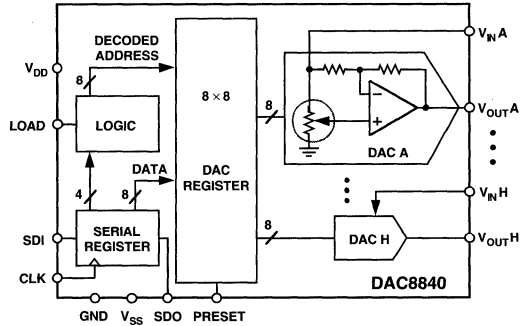 DECODED
ADDRESS
V_DD
8
8 × 8
V_IN A
8
LOAD
LOGIC
−
+
V_OUT A
DAC A
DAC
REGISTER
DATA
4
8
V_IN H
8
SDI
SERIAL
REGISTER
DAC H
V_OUT H
CLK
DAC8840
GND
V_SS
SDO
PRESET